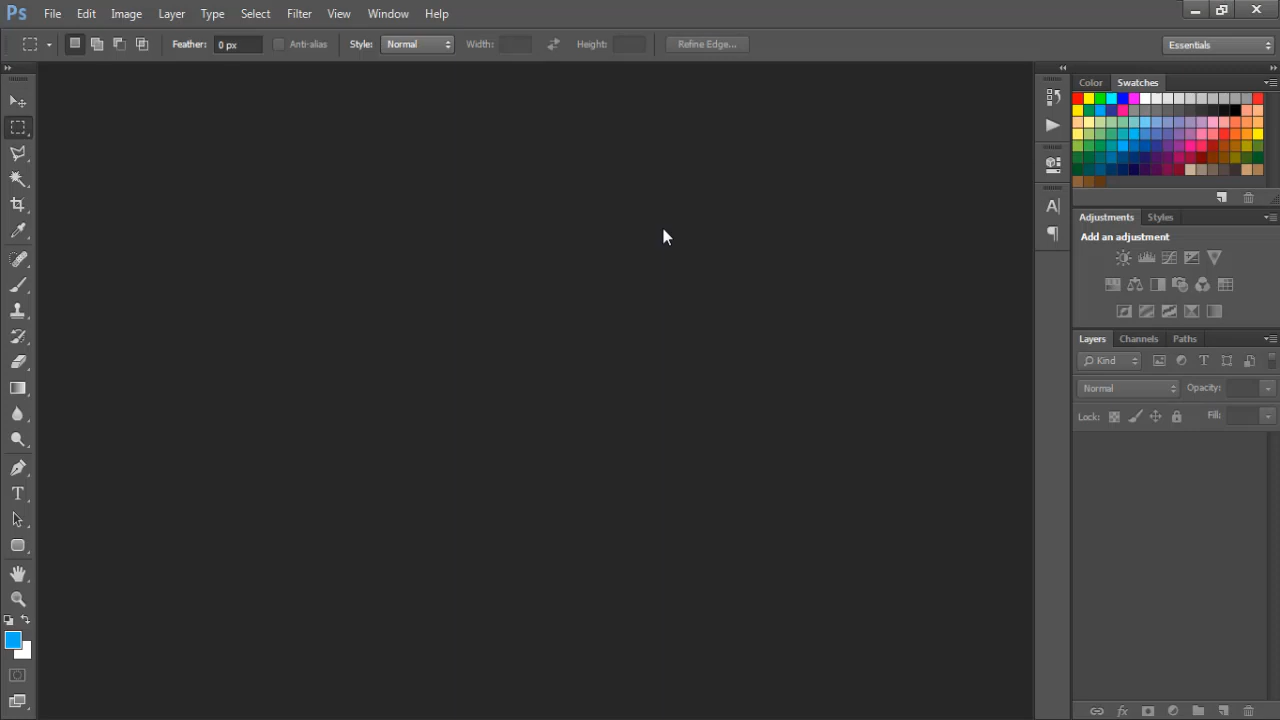 Ps File Edit Image Layer Type Select Filter View Window Help
Feather: 0 px Anti-alias Style: Normal Width: Height: Refine Edge... Essentials
Color Swatches
Adjustments Styles
Add an adjustment
Layers Channels Paths
Kind
Normal Opacity:
Lock: Fill: